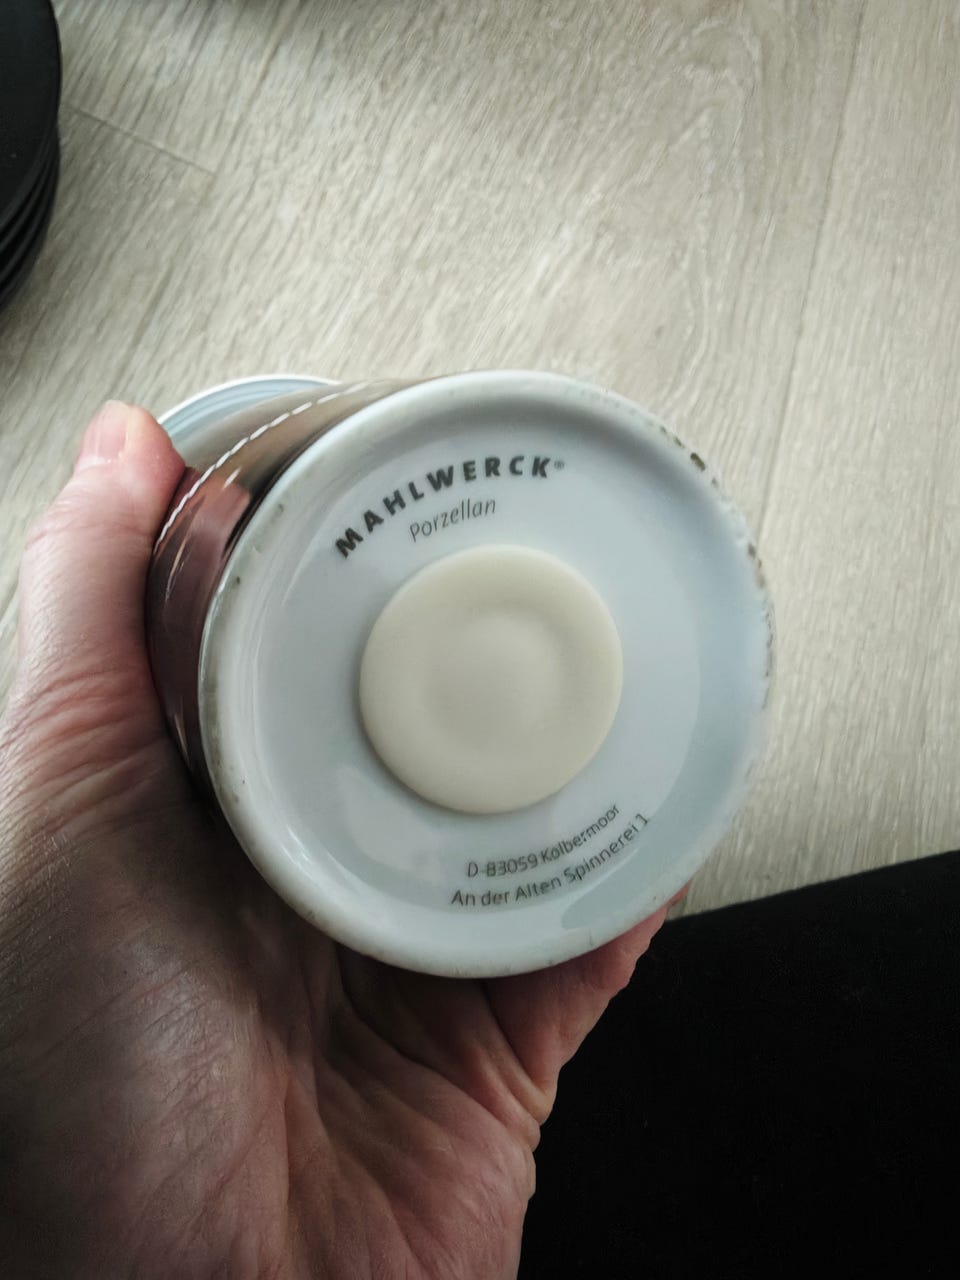 MAHLWERCK®
Porzellan
D-83059 Kolbermoor
An der Alten Spinnerei 1